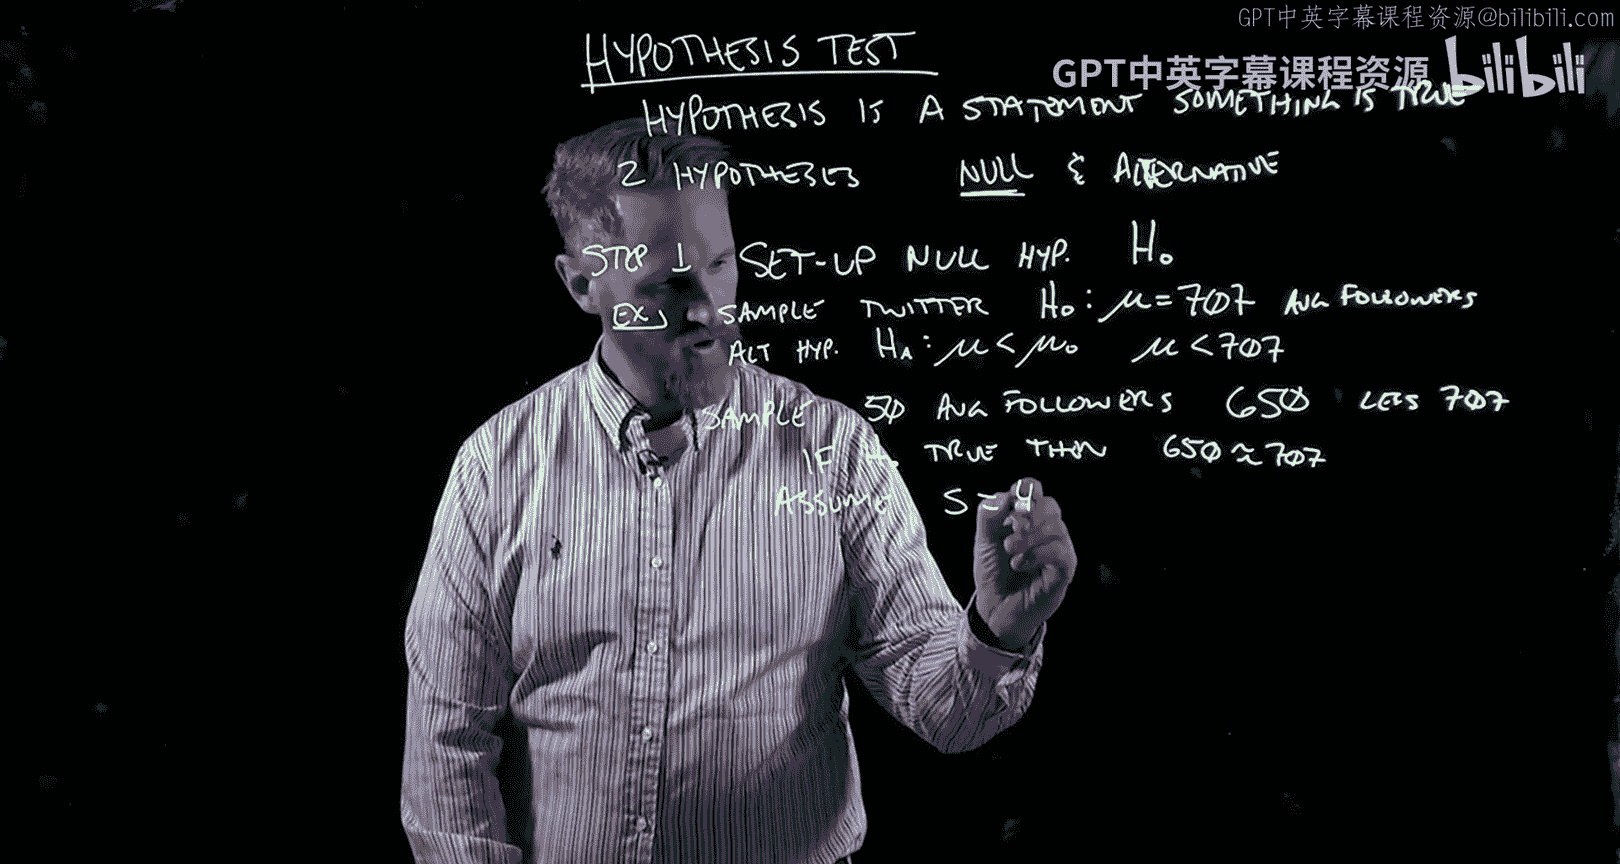 GPT中英字幕课程资源@bilibili.com
GPT中英字幕课程资源 bilibili
HYPOTHESIS TEST
HYPOTHESIS IS A STATEMENT SOMETHING IS TRUE
2 HYPOTHESES NULL & ALTERNATIVE
STEP 1 SET-UP NULL HYP. H₀
EX) SAMPLE TWITTER H₀: μ = 707 AVG FOLLOWERS
ALT HYP. Hₐ: μ < μ₀ μ < 707
SAMPLE 50 AVG FOLLOWERS 650 LESS 707
IF H₀ TRUE THEN 650 ≈ 707
ASSUME S = 4